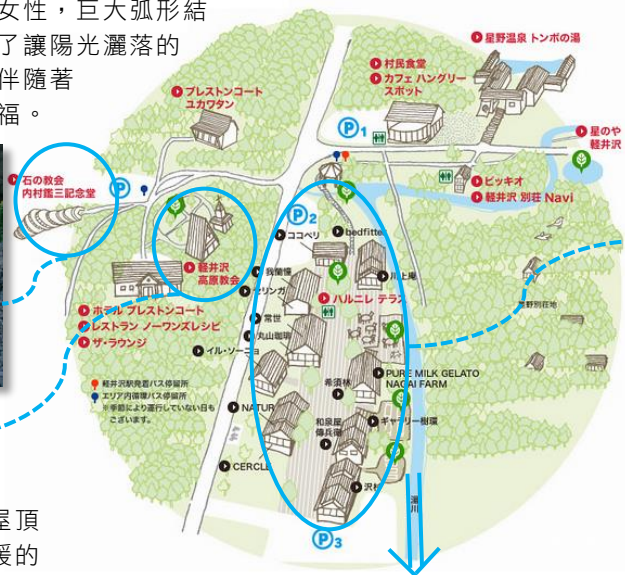 女性，巨大弧形結
了讓陽光灑落的
伴隨著
福。
星野温泉 トンボの湯
村民食堂
カフェ ハングリー
スポット
ブレストンコート
ユカワタン
P1
星のや
軽井沢
石の教会
内村鑑三記念堂
P
ピッキオ
軽井沢 別荘 Navi
P2
ココペリ
bedfitter
軽井沢
高原教会
我蘭憧
川上庵
セリンガ
ハルニレ テラス
星野別荘地
ホテル ブレストンコート
レストラン ノーワンズレシピ
ザ・ラウンジ
常世
丸山珈琲
イル・ソーニョ
PURE MILK GELATO
NAGAI FARM
希須林
軽井沢駅発着バス停留所
エリア内循環バス停留所
※季節により運行していない日も
ございます。
NATUR
和泉屋
傳兵衛
ギャラリー樹環
CERCLE
沢村
湯川
P3
屋頂
暖的